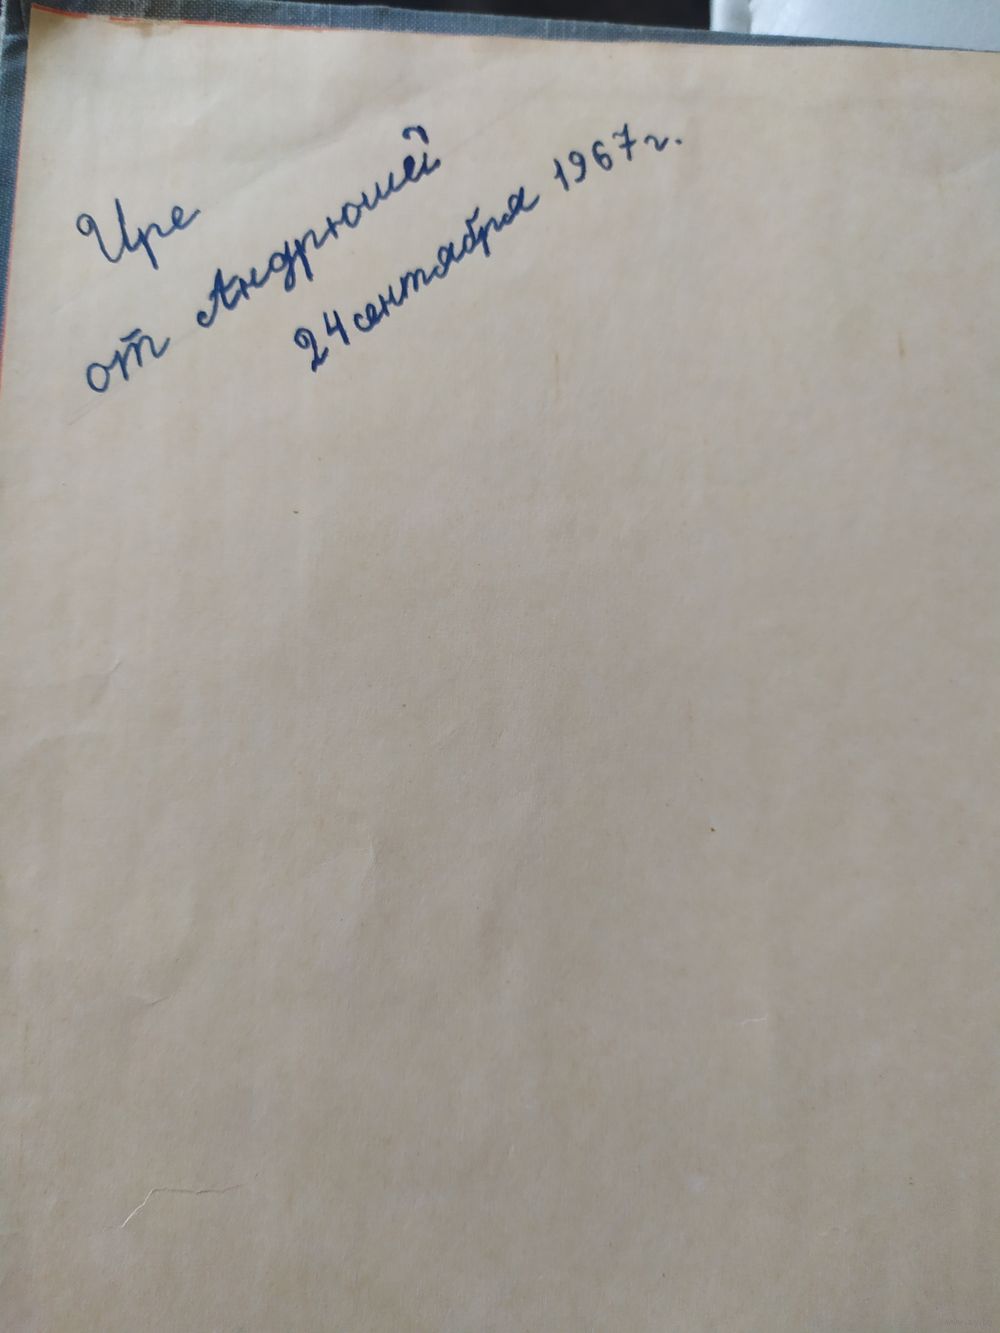 Ире
от Андрюшей
24 сентября 1967 г.